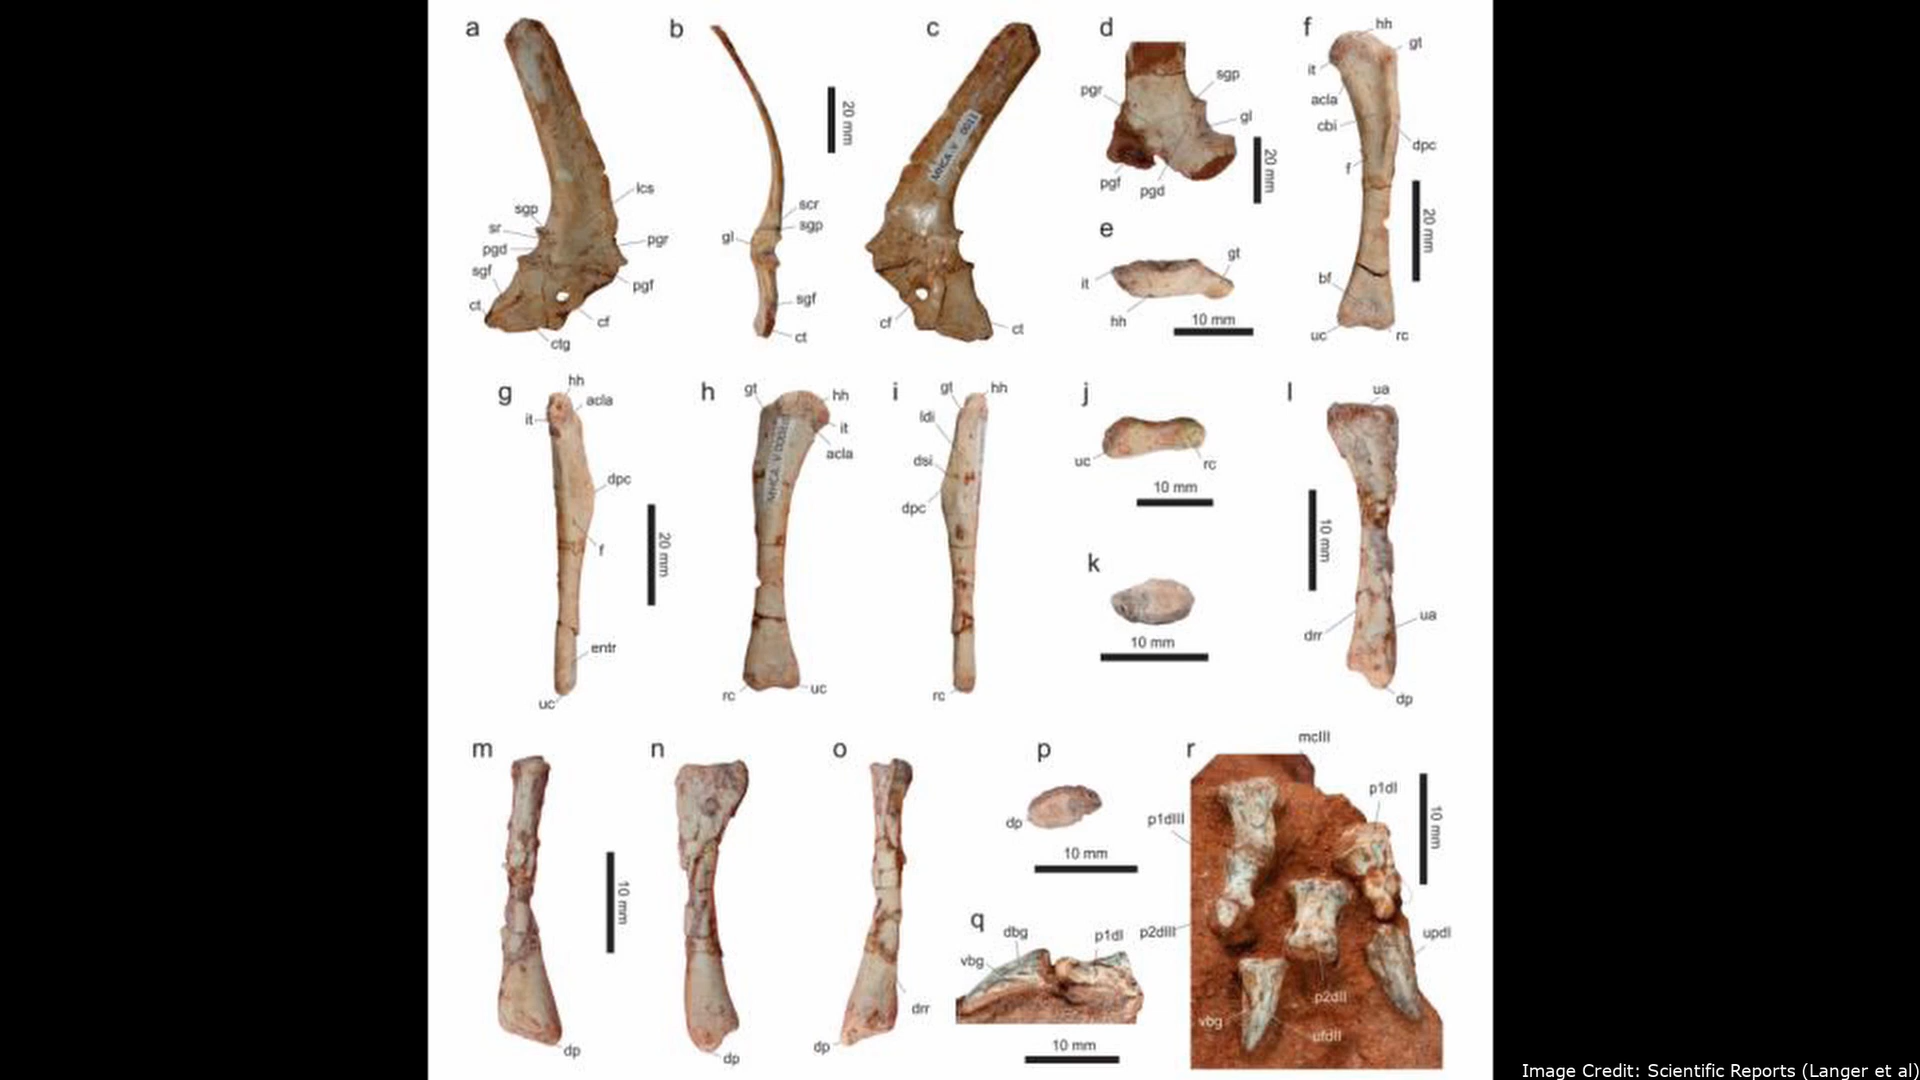 a
b
c
d
f
hh
gt
it
acla
cbi
dpc
f
20 mm
bf
uc
rc
sgp
pgr
gl
20 mm
pgf
pgd
20 mm
MHCA. V 0011
lcs
sgp
sr
pgd
pgr
sgf
pgf
ct
cf
ctg
scr
sgp
gl
sgf
ct
cf
ct
e
gt
it
hh
10 mm
g
hh
acla
it
dpc
20 mm
f
entr
uc
h
gt
hh
it
acla
rc
uc
i
gt
hh
ldi
dsi
dpc
rc
j
uc
rc
10 mm
k
10 mm
l
ua
10 mm
drr
ua
dp
m
10 mm
dp
n
dp
o
drr
dp
p
dp
10 mm
q
dbg
p1dI
vbg
10 mm
r
mcIII
p1dI
p1dIII
10 mm
p2dIII
updI
p2dII
vbg
ufdII
Image Credit: Scientific Reports (Langer et al)